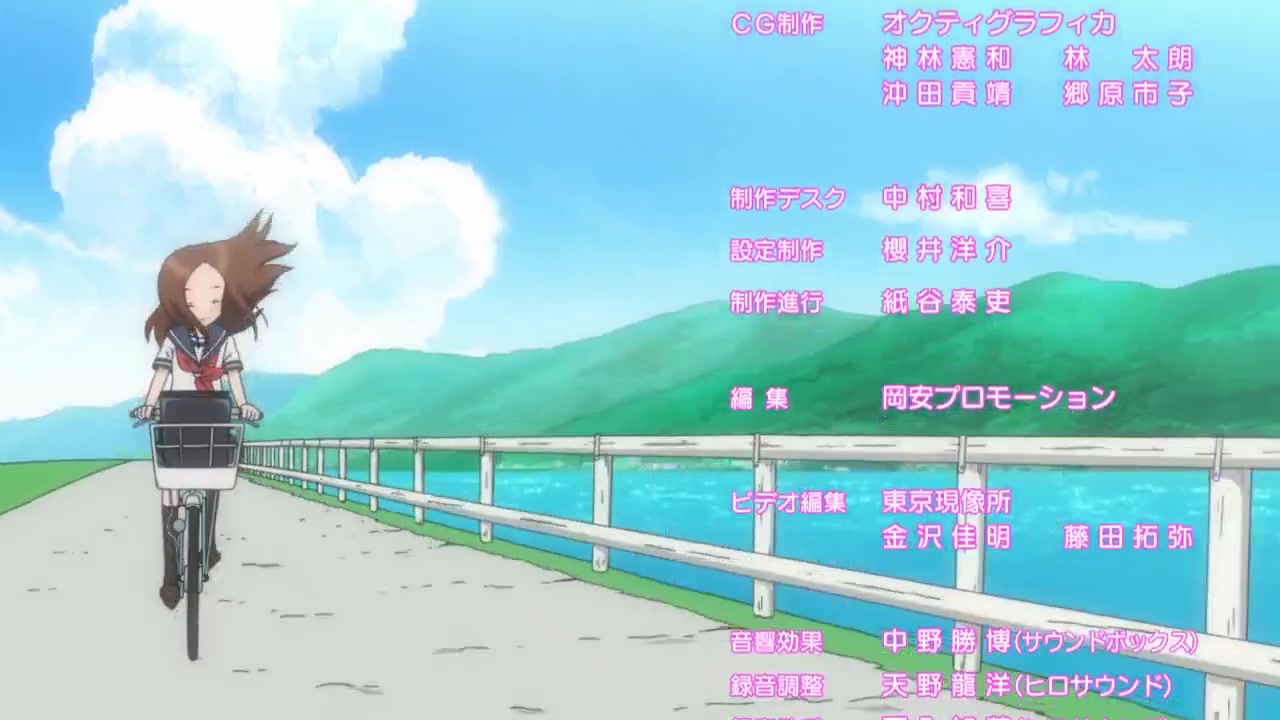 CG制作 オクティグラフィカ
神林憲和 林 太朗
沖田貢靖 郷原市子
制作デスク 中村和喜
設定制作 櫻井洋介
制作進行 紙谷泰吏
編集 岡安プロモーション
ビデオ編集 東京現像所
金沢佳明 藤田拓弥
音響効果 中野勝博(サウンドボックス)
録音調整 天野龍洋(ヒロサウンド)